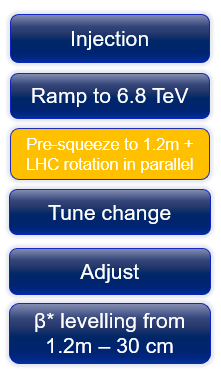 Injection
Ramp to 6.8 TeV
Pre-squeeze to 1.2m +
LHC rotation in parallel
Tune change
Adjust
β* levelling from
1.2m – 30 cm